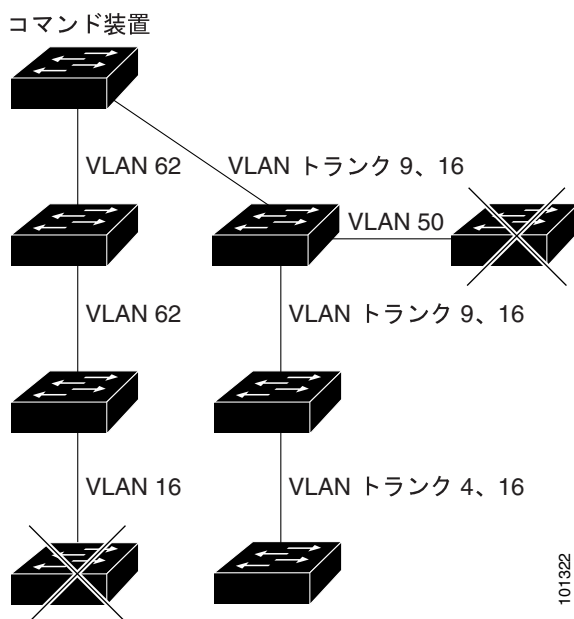 コマンド装置
VLAN 62
VLAN トランク 9、16
VLAN 50
VLAN 62
VLAN トランク 9、16
VLAN 16
VLAN トランク 4、16
101322